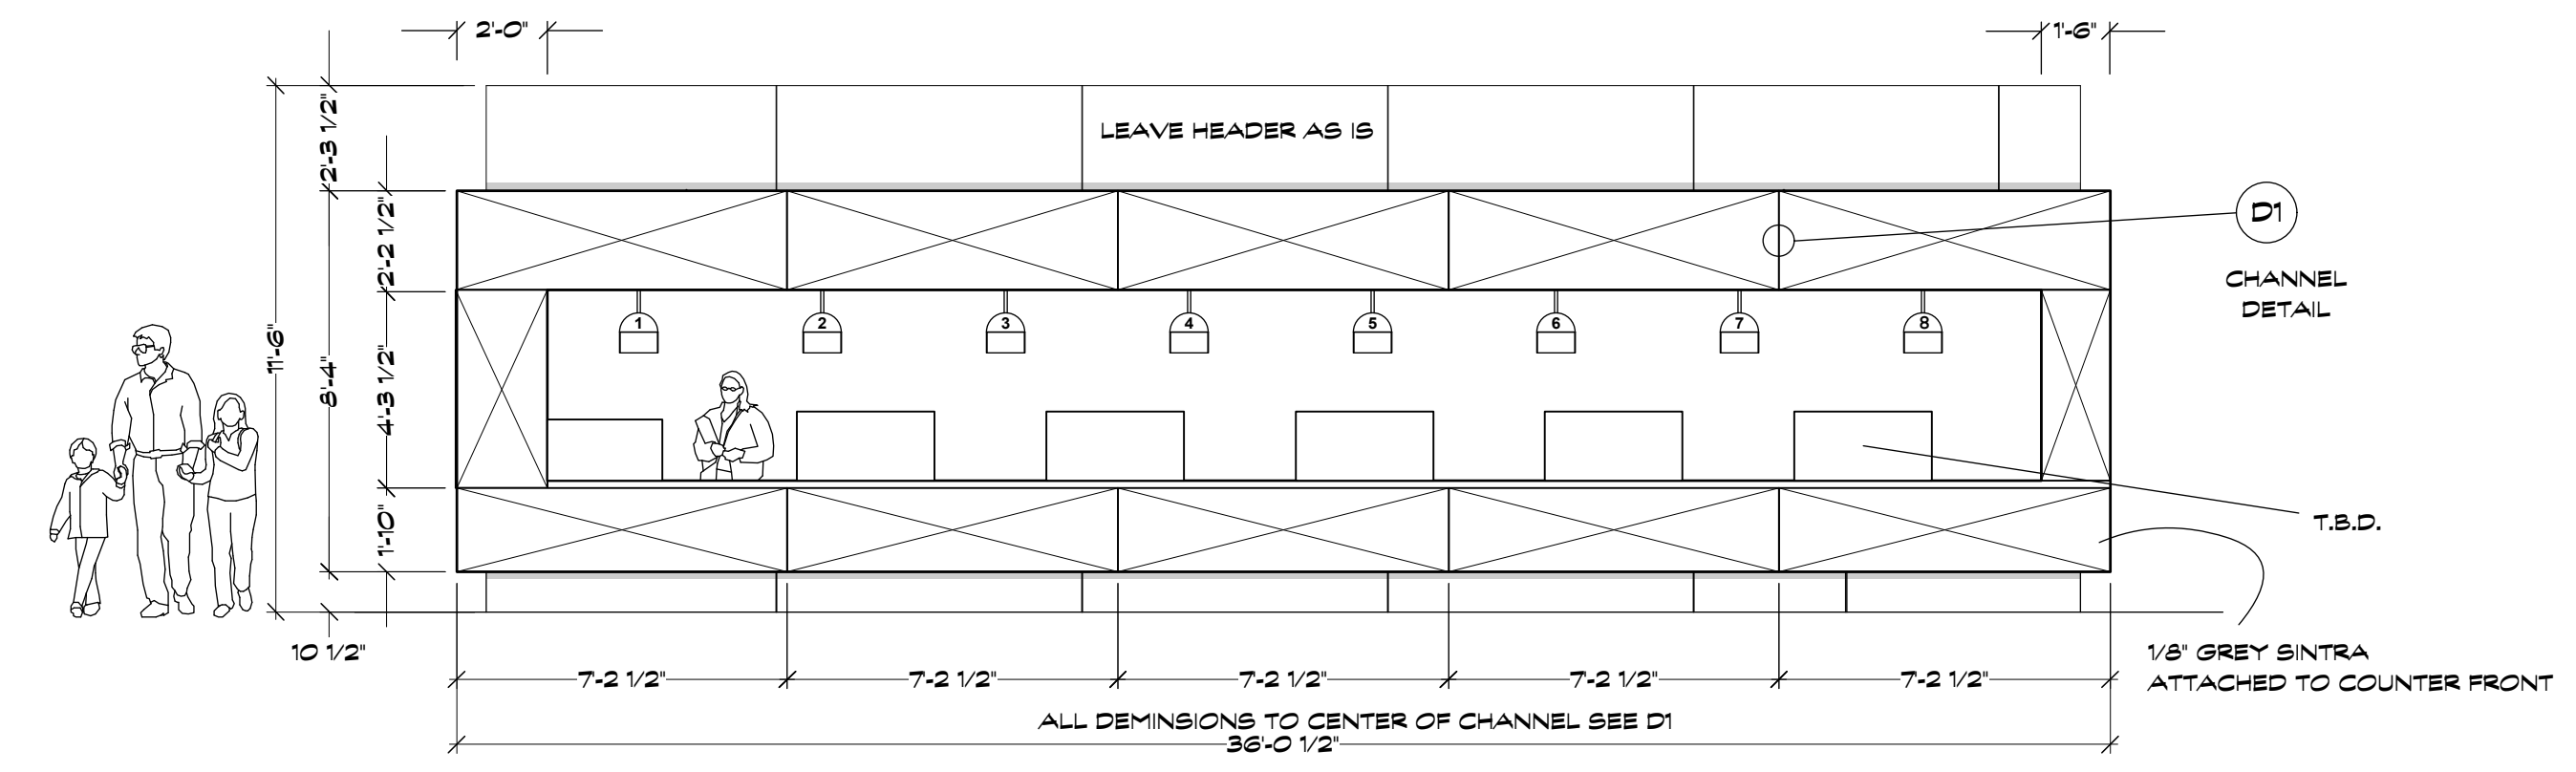 2'-0"
1'-6"
2'-3 1/2"
LEAVE HEADER AS IS
D1
CHANNEL
DETAIL
2'-2 1/2"
11'-6"
8'-4"
4'-3 1/2"
1 2 3 4 5 6 7 8
1'-10"
T.B.D.
10 1/2"
1/8" GREY SINTRA
ATTACHED TO COUNTER FRONT
7'-2 1/2" 7'-2 1/2" 7'-2 1/2" 7'-2 1/2" 7'-2 1/2"
ALL DEMINSIONS TO CENTER OF CHANNEL SEE D1
36'-0 1/2"